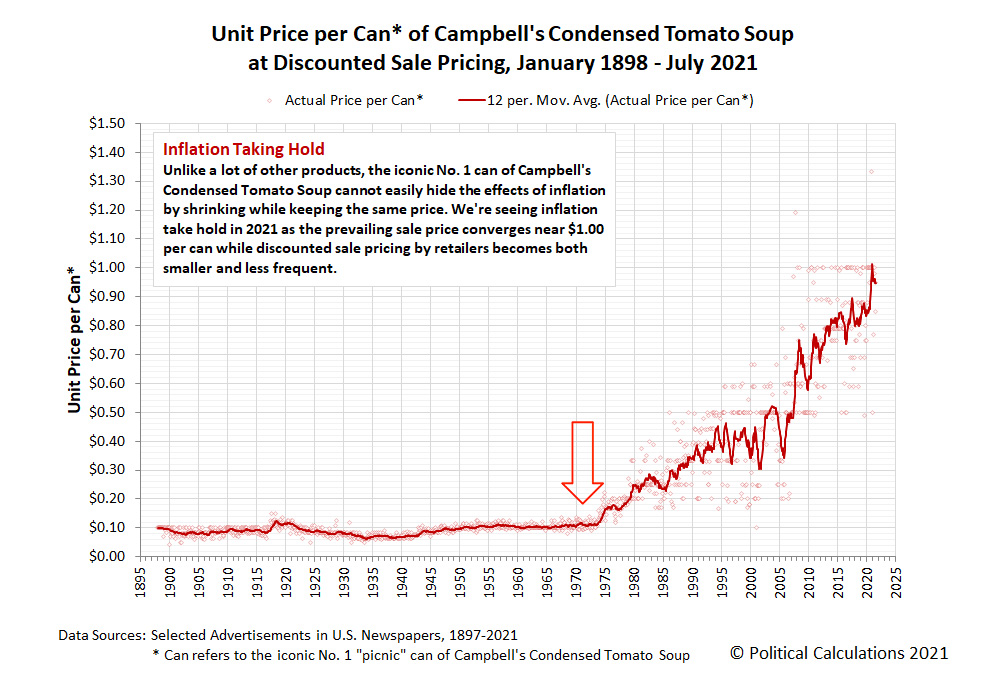 Unit Price per Can* of Campbell's Condensed Tomato Soup
at Discounted Sale Pricing, January 1898 - July 2021
Actual Price per Can*
12 per. Mov. Avg. (Actual Price per Can*)
Inflation Taking Hold
Unlike a lot of other products, the iconic No. 1 can of Campbell's
Condensed Tomato Soup cannot easily hide the effects of inflation
by shrinking while keeping the same price. We're seeing inflation
take hold in 2021 as the prevailing sale price converges near $1.00
per can while discounted sale pricing by retailers becomes both
smaller and less frequent.
Unit Price per Can*
$1.50
$1.40
$1.30
$1.20
$1.10
$1.00
$0.90
$0.80
$0.70
$0.60
$0.50
$0.40
$0.30
$0.20
$0.10
$0.00
1895
1900
1905
1910
1915
1920
1925
1930
1935
1940
1945
1950
1955
1960
1965
1970
1975
1980
1985
1990
1995
2000
2005
2010
2015
2020
2025
Data Sources: Selected Advertisements in U.S. Newspapers, 1897-2021
* Can refers to the iconic No. 1 "picnic" can of Campbell's Condensed Tomato Soup
© Political Calculations 2021